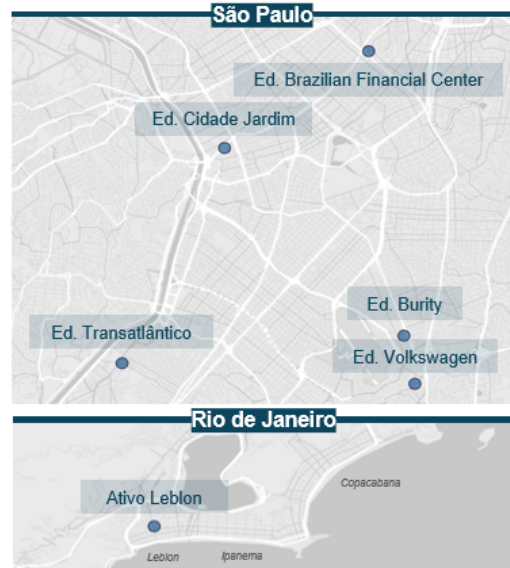 São Paulo
Ed. Brazilian Financial Center
Ed. Cidade Jardim
Ed. Burity
Ed. Transatlântico
Ed. Volkswagen
Rio de Janeiro
Copacabana
Ativo Leblon
Leblon
Ipanema